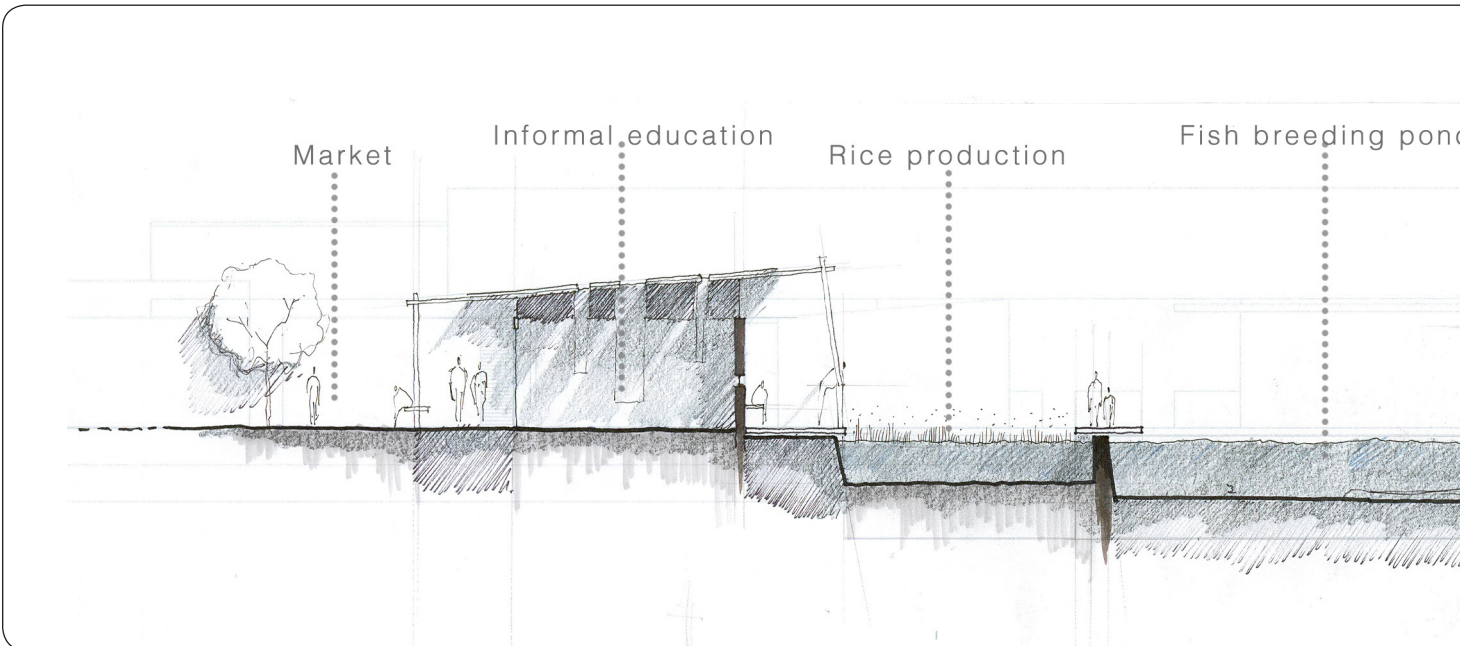 Market
Informal education
Rice production
Fish breeding pond